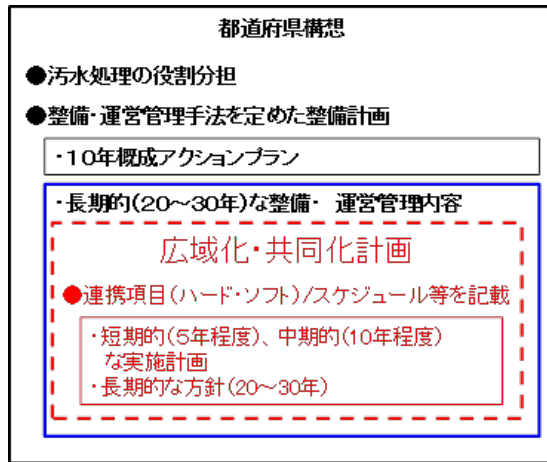 都道府県構想
●汚水処理の役割分担
●整備・運営管理手法を定めた整備計画
・10年概成アクションプラン
・長期的(20～30年)な整備・ 運営管理内容
広域化・共同化計画
●連携項目(ハード・ソフト)/スケジュール等を記載
・短期的(5年程度)、中期的(10年程度)
な実施計画
・長期的な方針(20～30年)